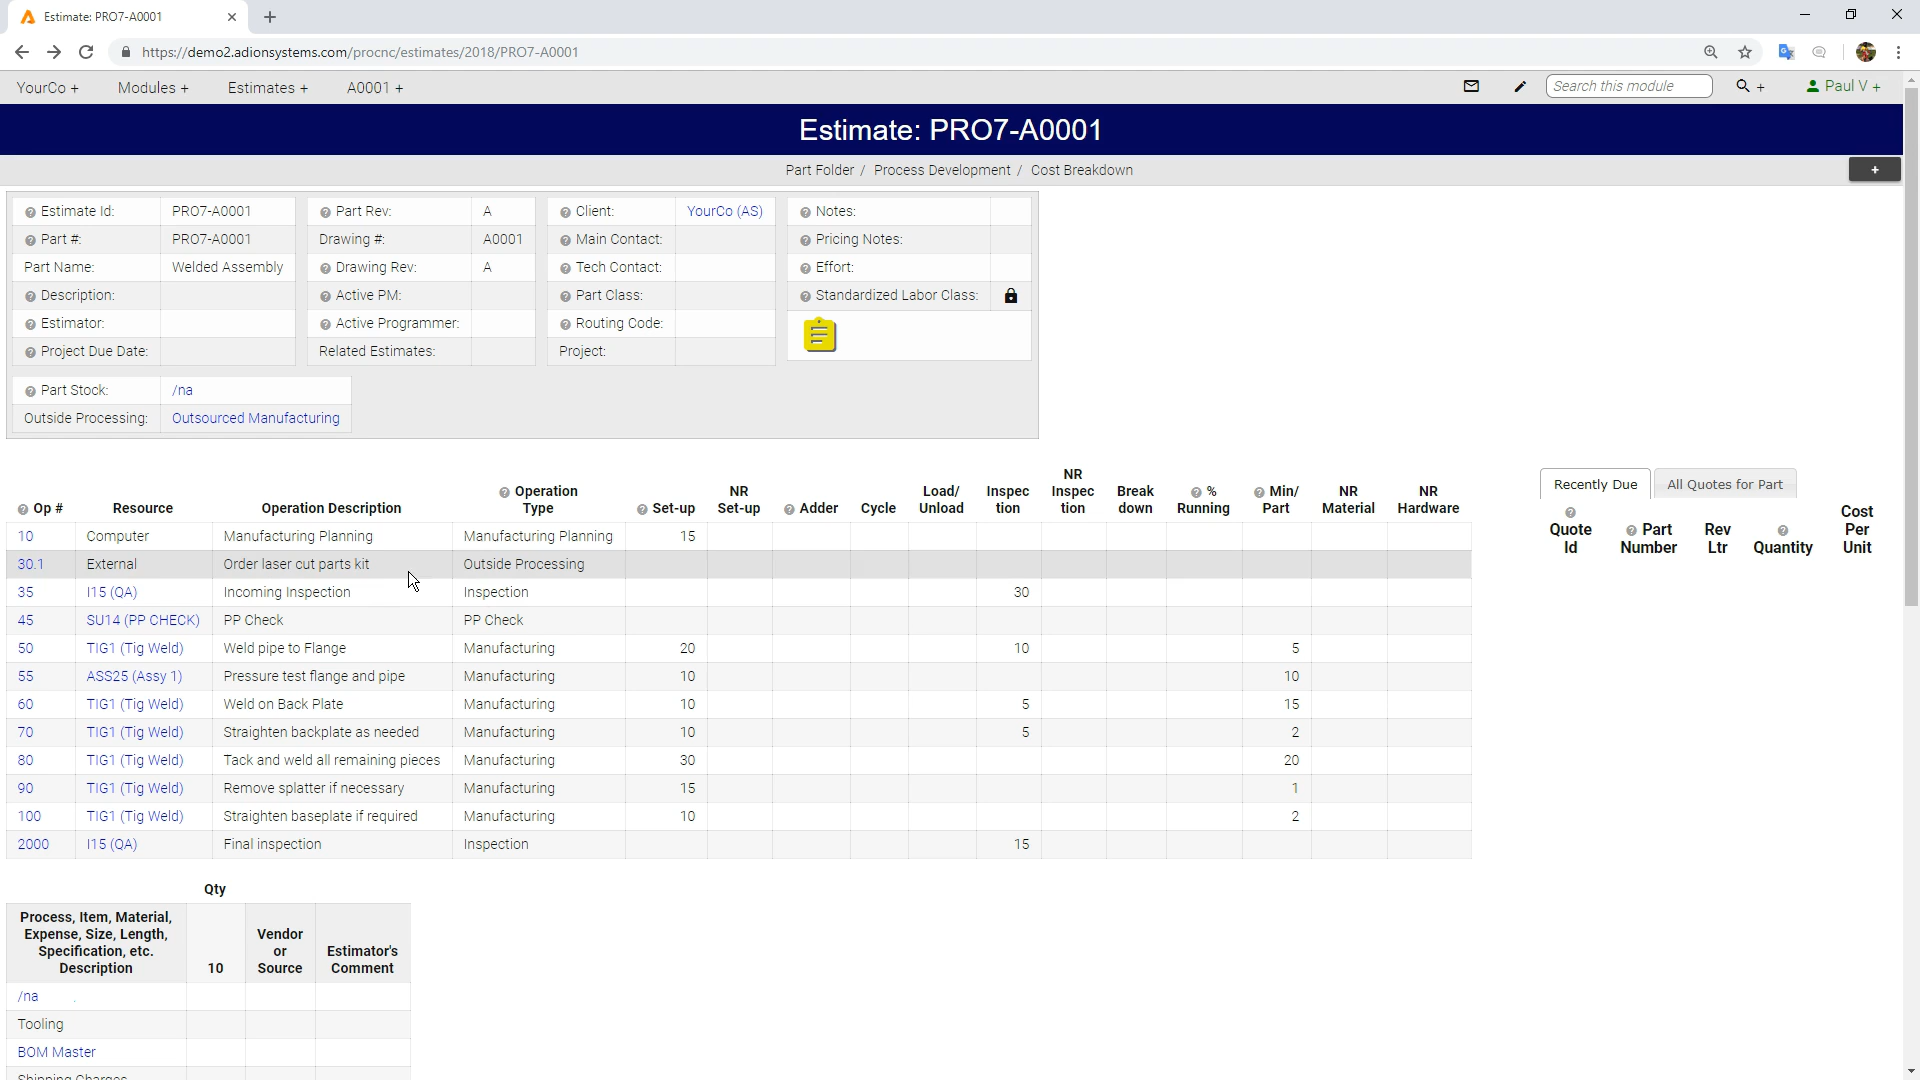 Estimate: PRO7-A0001
https://demo2.adionsystems.com/procnc/estimates/2018/PRO7-A0001
YourCo + Modules + Estimates + A0001 + Search this module + Paul V +
Estimate: PRO7-A0001
Part Folder / Process Development / Cost Breakdown +
Estimate Id: PRO7-A0001 Part Rev: A Client: YourCo (AS) Notes:
Part #: PRO7-A0001 Drawing #: A0001 Main Contact: Pricing Notes:
Part Name: Welded Assembly Drawing Rev: A Tech Contact: Effort:
Description: Active PM: Part Class: Standardized Labor Class:
Estimator: Active Programmer: Routing Code:
Project Due Date: Related Estimates: Project:
Part Stock: /na
Outside Processing: Outsourced Manufacturing
Op # Resource Operation Description Operation Type Set-up NR Set-up Adder Cycle Load/ Unload Inspec tion NR Inspec tion Break down % Running Min/ Part NR Material NR Hardware
10 Computer Manufacturing Planning Manufacturing Planning 15
30.1 External Order laser cut parts kit Outside Processing
35 I15 (QA) Incoming Inspection Inspection 30
45 SU14 (PP CHECK) PP Check PP Check
50 TIG1 (Tig Weld) Weld pipe to Flange Manufacturing 20 10 5
55 ASS25 (Assy 1) Pressure test flange and pipe Manufacturing 10 10
60 TIG1 (Tig Weld) Weld on Back Plate Manufacturing 10 5 15
70 TIG1 (Tig Weld) Straighten backplate as needed Manufacturing 10 5 2
80 TIG1 (Tig Weld) Tack and weld all remaining pieces Manufacturing 30 20
90 TIG1 (Tig Weld) Remove splatter if necessary Manufacturing 15 1
100 TIG1 (Tig Weld) Straighten baseplate if required Manufacturing 10 2
2000 I15 (QA) Final inspection Inspection 15
Recently Due All Quotes for Part
Quote Id Part Number Rev Ltr Quantity Cost Per Unit
Qty
Process, Item, Material,
Expense, Size, Length,
Specification, etc.
Description 10 Vendor or Source Estimator's Comment
/na .
Tooling
BOM Master
Shipping Charges